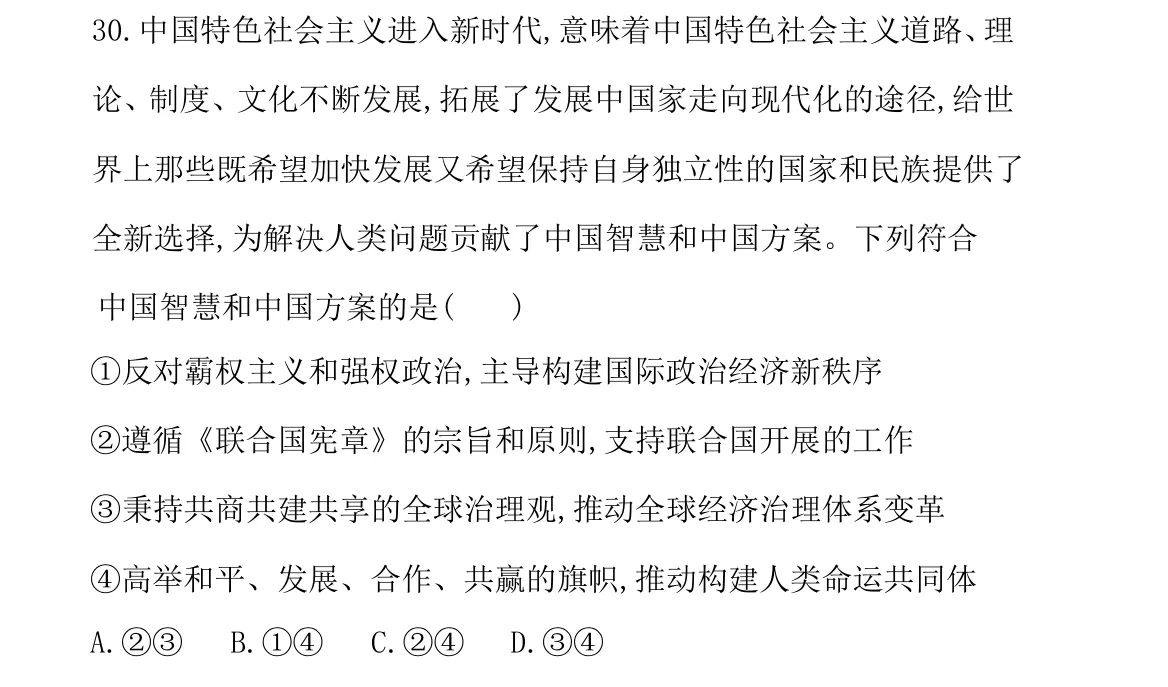 30.中国特色社会主义进入新时代,意味着中国特色社会主义道路、理
论、制度、文化不断发展,拓展了发展中国家走向现代化的途径,给世
界上那些既希望加快发展又希望保持自身独立性的国家和民族提供了
全新选择,为解决人类问题贡献了中国智慧和中国方案。下列符合
中国智慧和中国方案的是(  )
①反对霸权主义和强权政治,主导构建国际政治经济新秩序
②遵循《联合国宪章》的宗旨和原则,支持联合国开展的工作
③秉持共商共建共享的全球治理观,推动全球经济治理体系变革
④高举和平、发展、合作、共赢的旗帜,推动构建人类命运共同体
A.②③ B.①④ C.②④ D.③④